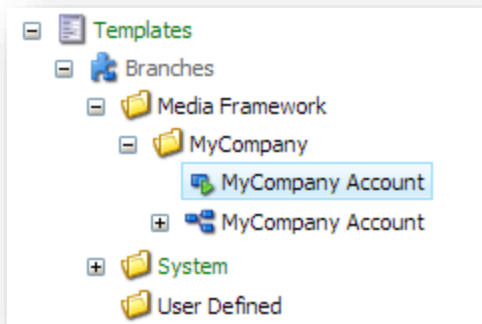 Templates
Branches
Media Framework
MyCompany
MyCompany Account
MyCompany Account
System
User Defined